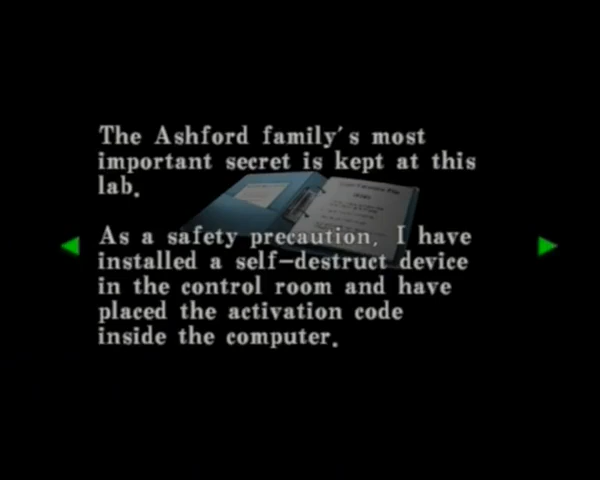 The Ashford family's most
important secret is kept at this
lab.
As a safety precaution, I have
installed a self-destruct device
in the control room and have
placed the activation code
inside the computer.